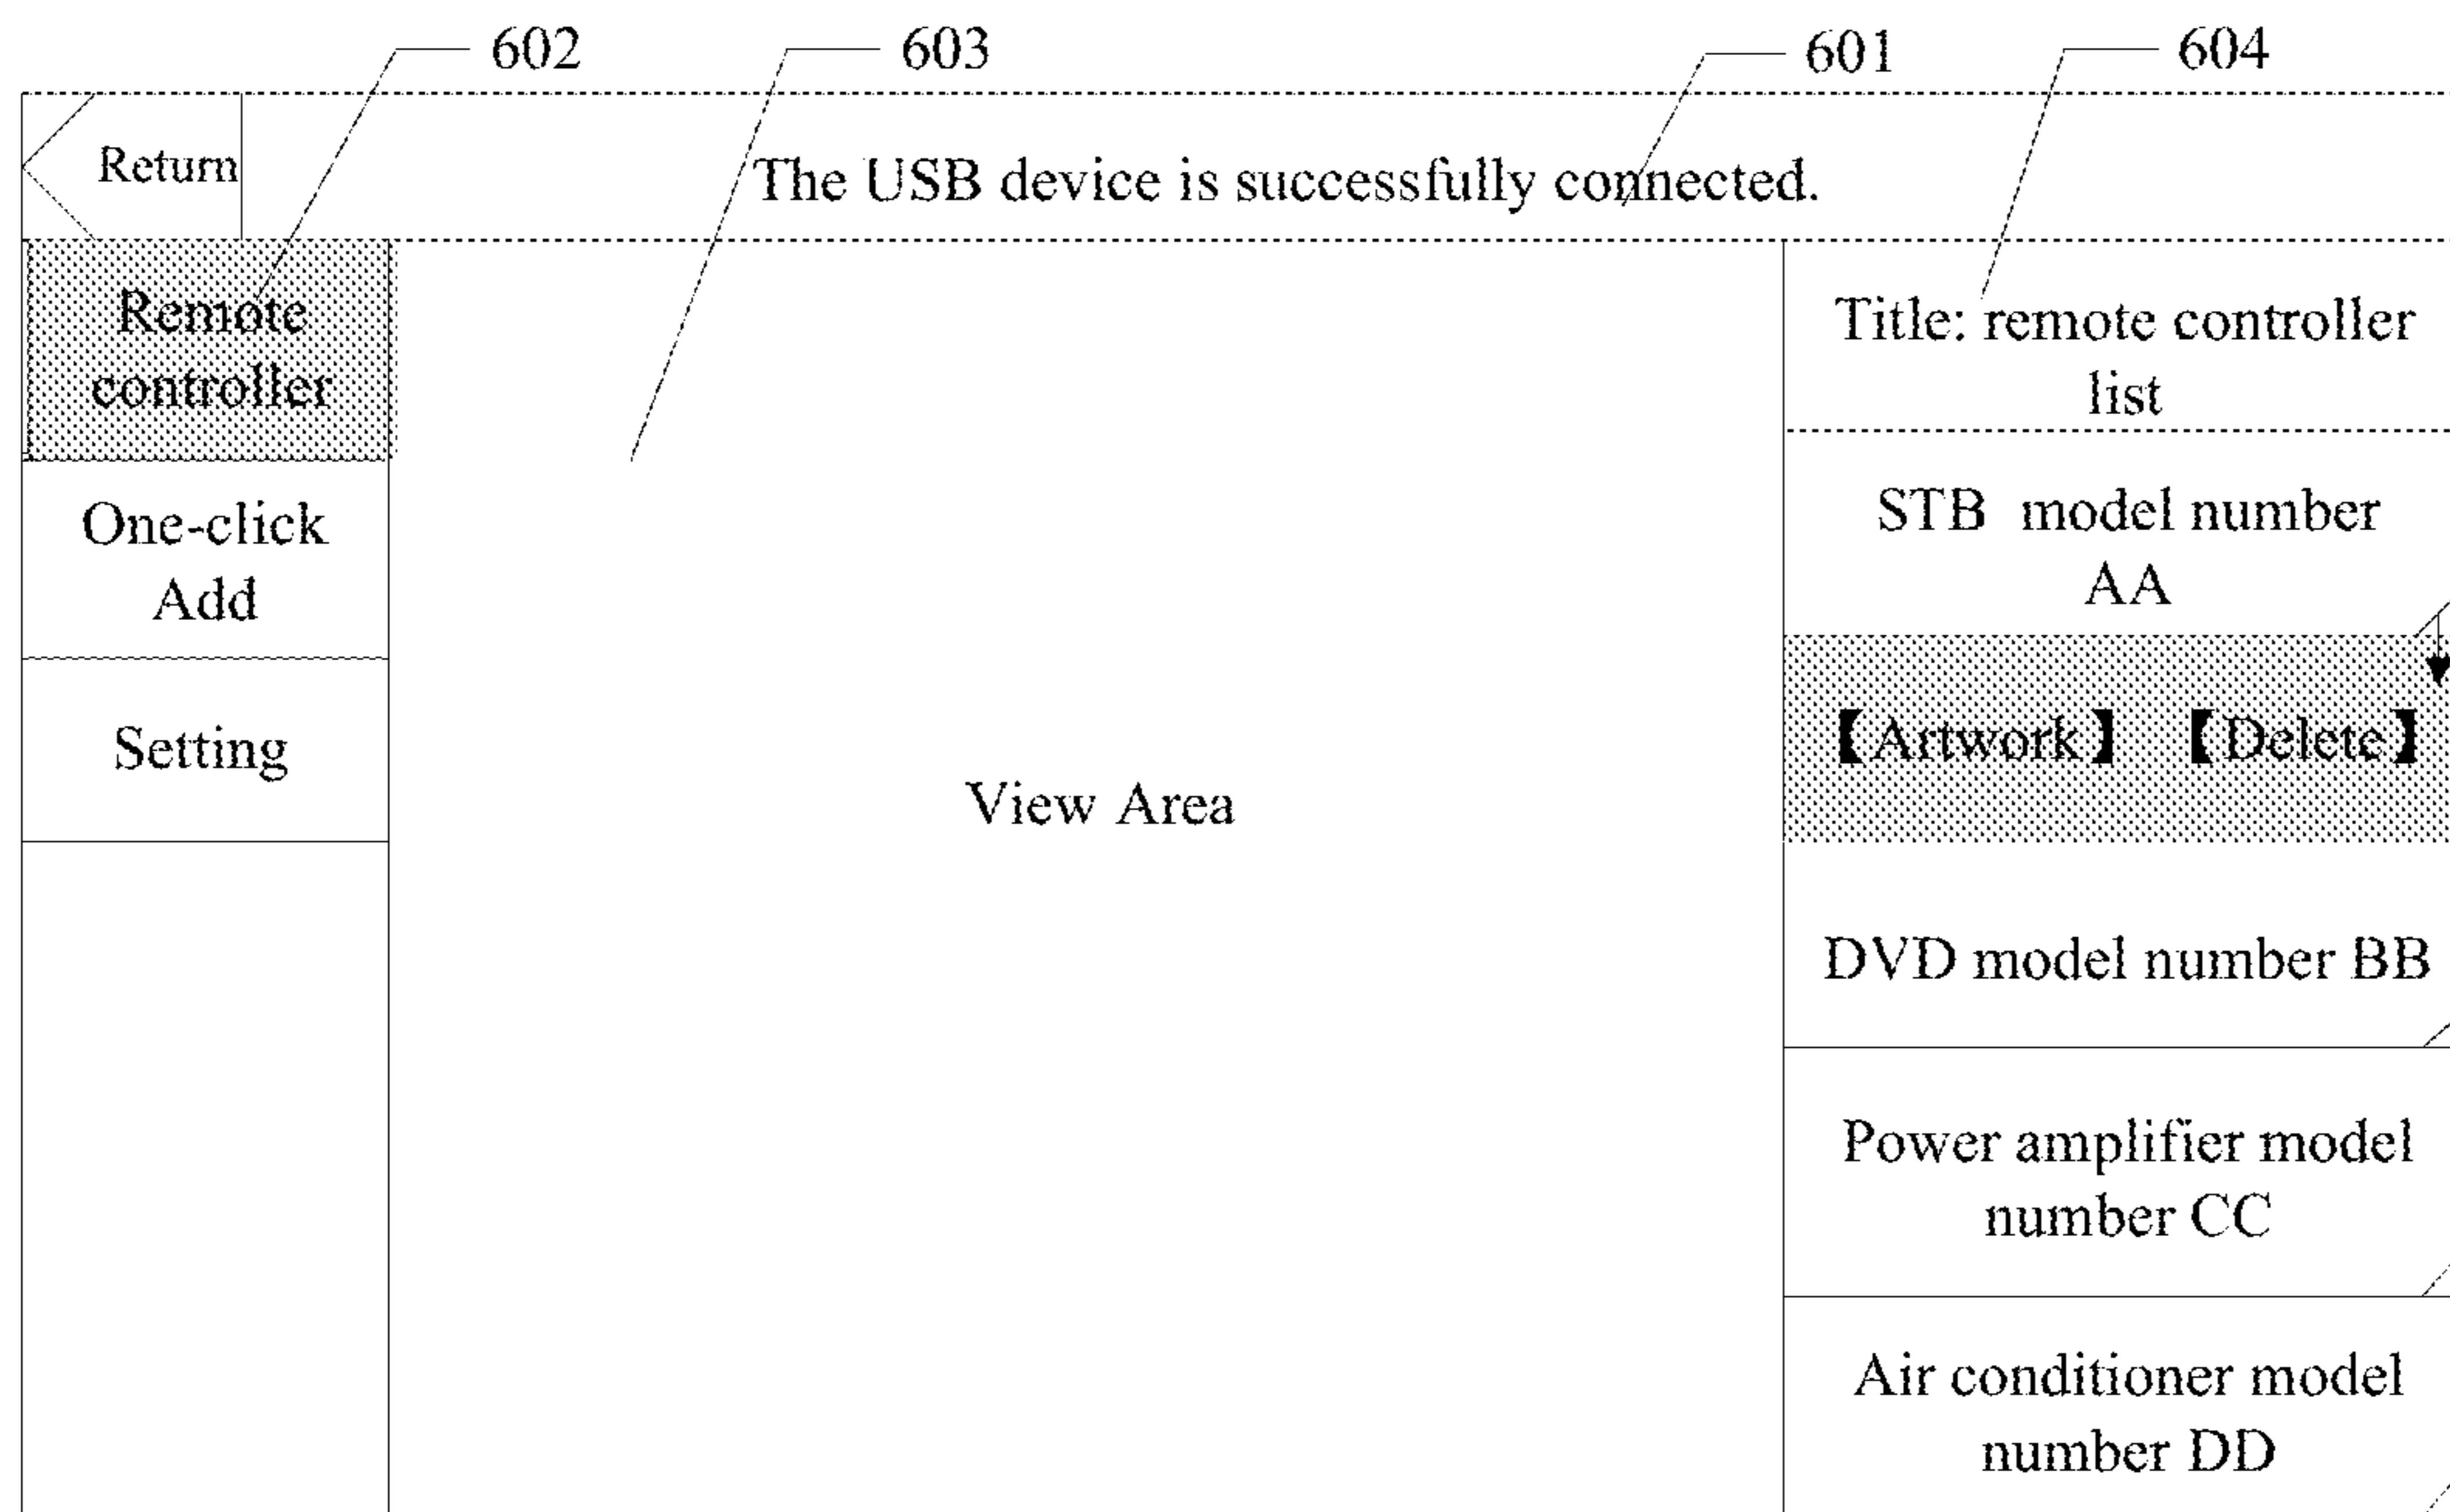 602
603
601
604
Return
The USB device is successfully connected.
Remote
controller
One-click
Add
Setting
View Area
Title: remote controller
list
STB model number
AA
【Artwork】 【Delete】
DVD model number BB
Power amplifier model
number CC
Air conditioner model
number DD